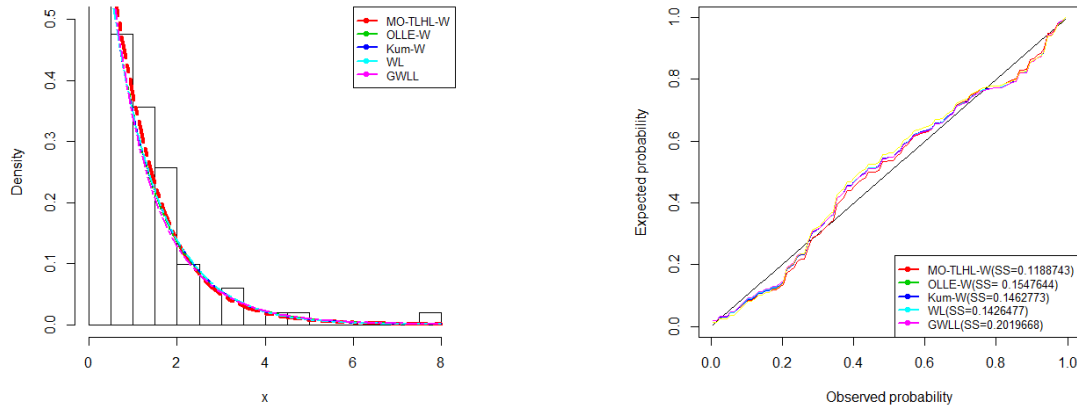 0.5
0.4
0.3
0.2
0.1
0.0
Density
0
2
4
6
8
x
MO-TLHL-W
OLLE-W
Kum-W
WL
GWLL
1.0
0.8
0.6
0.4
0.2
0.0
Expected probability
0.0
0.2
0.4
0.6
0.8
1.0
Observed probability
MO-TLHL-W(SS=0.1188743)
OLLE-W(SS= 0.1547644)
Kum-W(SS=0.1462773)
WL(SS=0.1426477)
GWLL(SS=0.2019668)